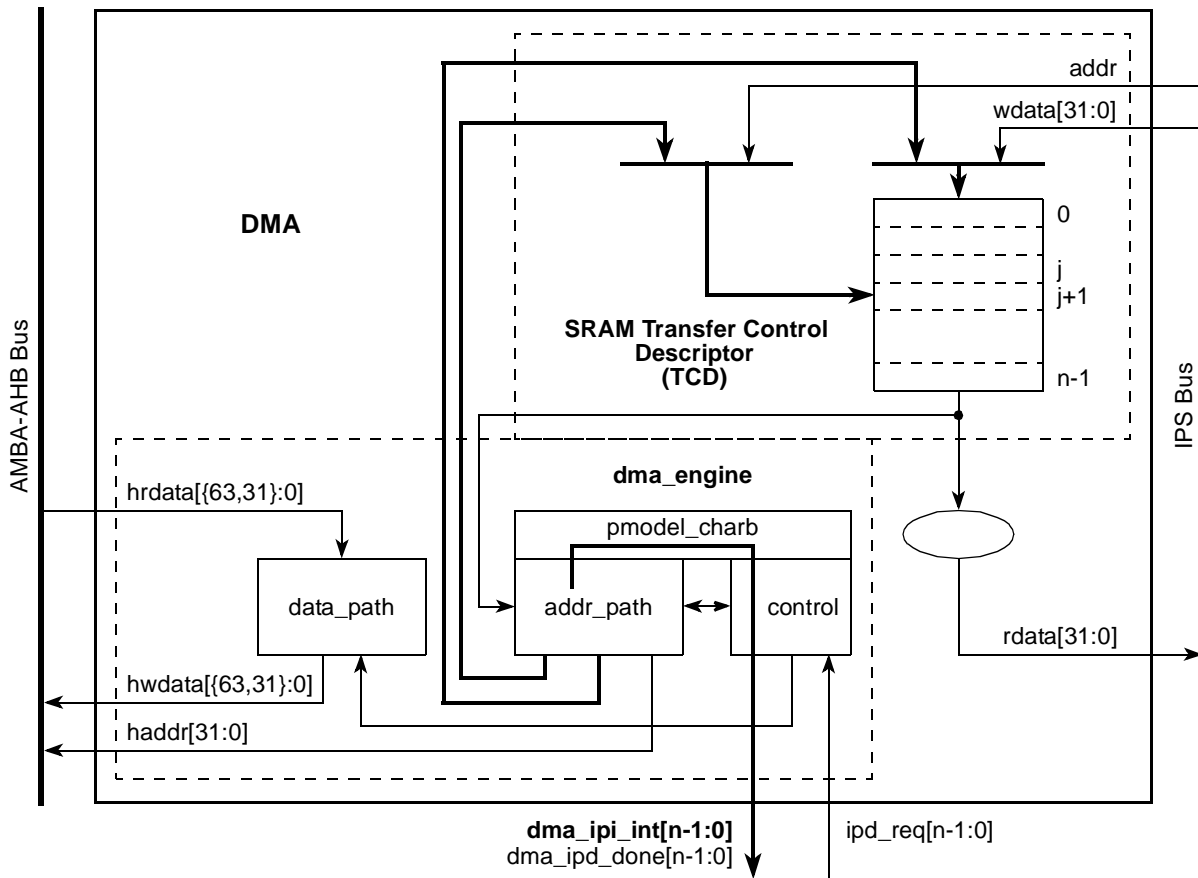 addr
wdata[31:0]
DMA
0
j
j+1
n-1
SRAM Transfer Control
Descriptor
(TCD)
AMBA-AHB Bus
IPS Bus
dma_engine
hrdata[{63,31}:0]
pmodel_charb
data_path
addr_path
control
rdata[31:0]
hwdata[{63,31}:0]
haddr[31:0]
dma_ipi_int[n-1:0]
dma_ipd_done[n-1:0]
ipd_req[n-1:0]